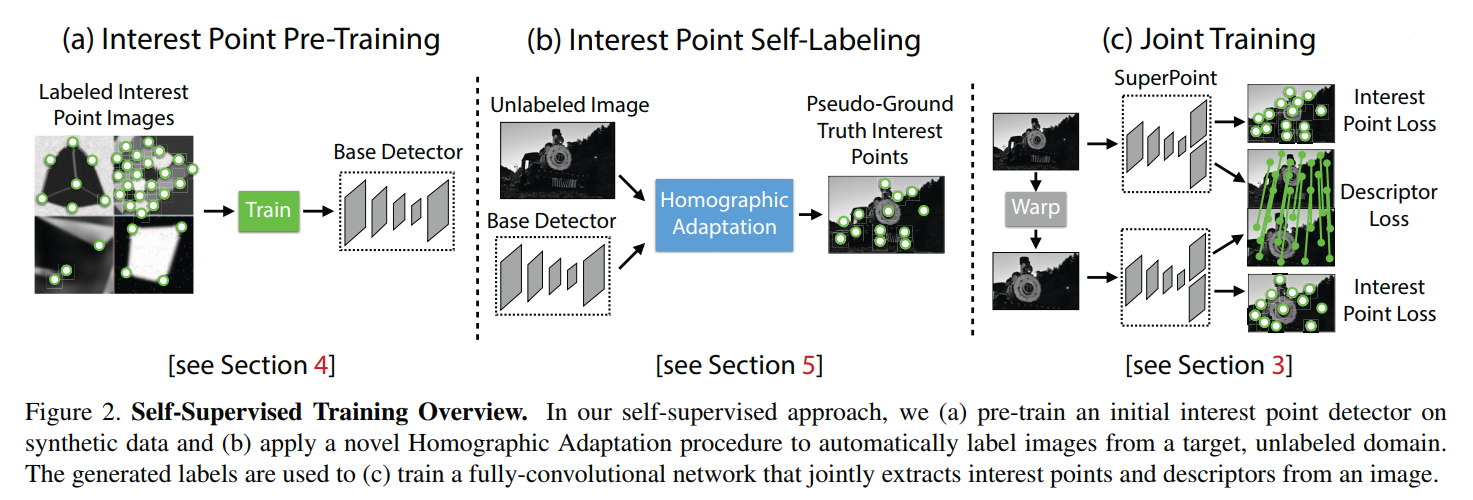 (a) Interest Point Pre-Training
Labeled Interest
Point Images
Train
Base Detector
[see Section 4]
(b) Interest Point Self-Labeling
Unlabeled Image
Base Detector
Homographic
Adaptation
Pseudo-Ground
Truth Interest
Points
[see Section 5]
(c) Joint Training
SuperPoint
Warp
Interest
Point Loss
Descriptor
Loss
Interest
Point Loss
[see Section 3]
Figure 2. Self-Supervised Training Overview. In our self-supervised approach, we (a) pre-train an initial interest point detector on
synthetic data and (b) apply a novel Homographic Adaptation procedure to automatically label images from a target, unlabeled domain.
The generated labels are used to (c) train a fully-convolutional network that jointly extracts interest points and descriptors from an image.